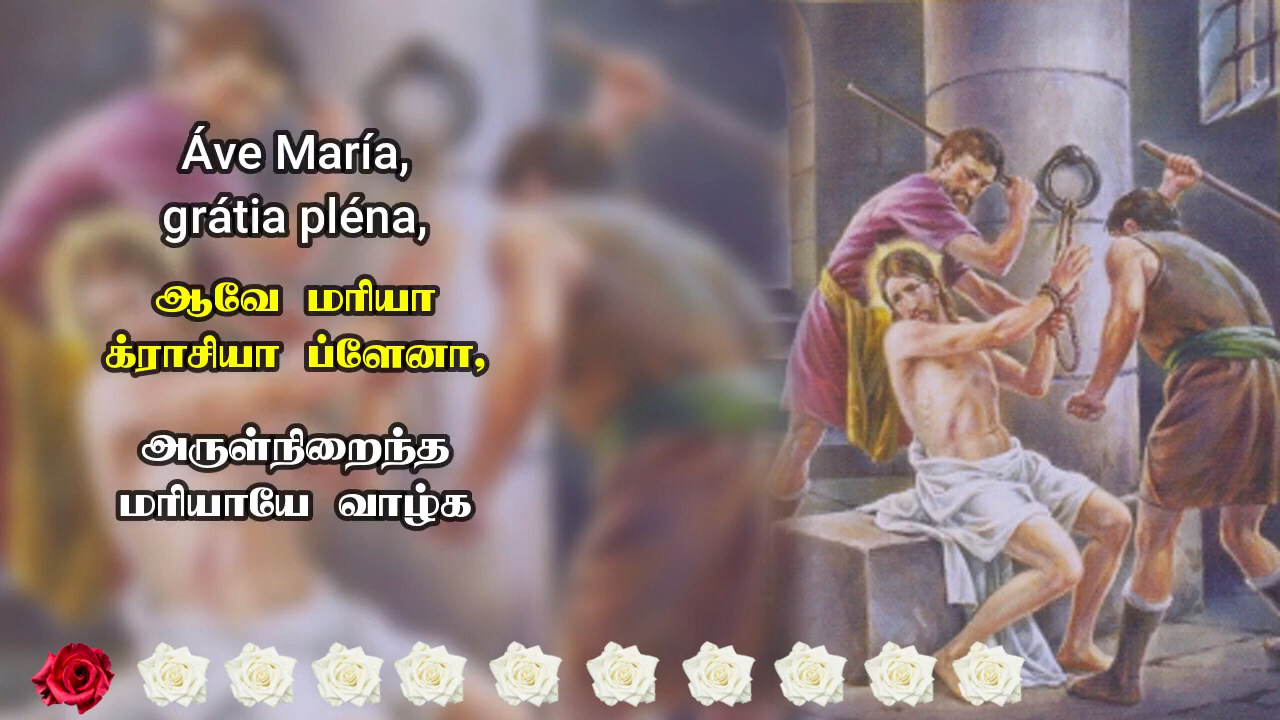 Áve María,
grátia pléna,
ஆவே மரியா
க்ராசியா ப்ளேனா,
அருள்நிறைந்த
மரியாயே வாழ்க